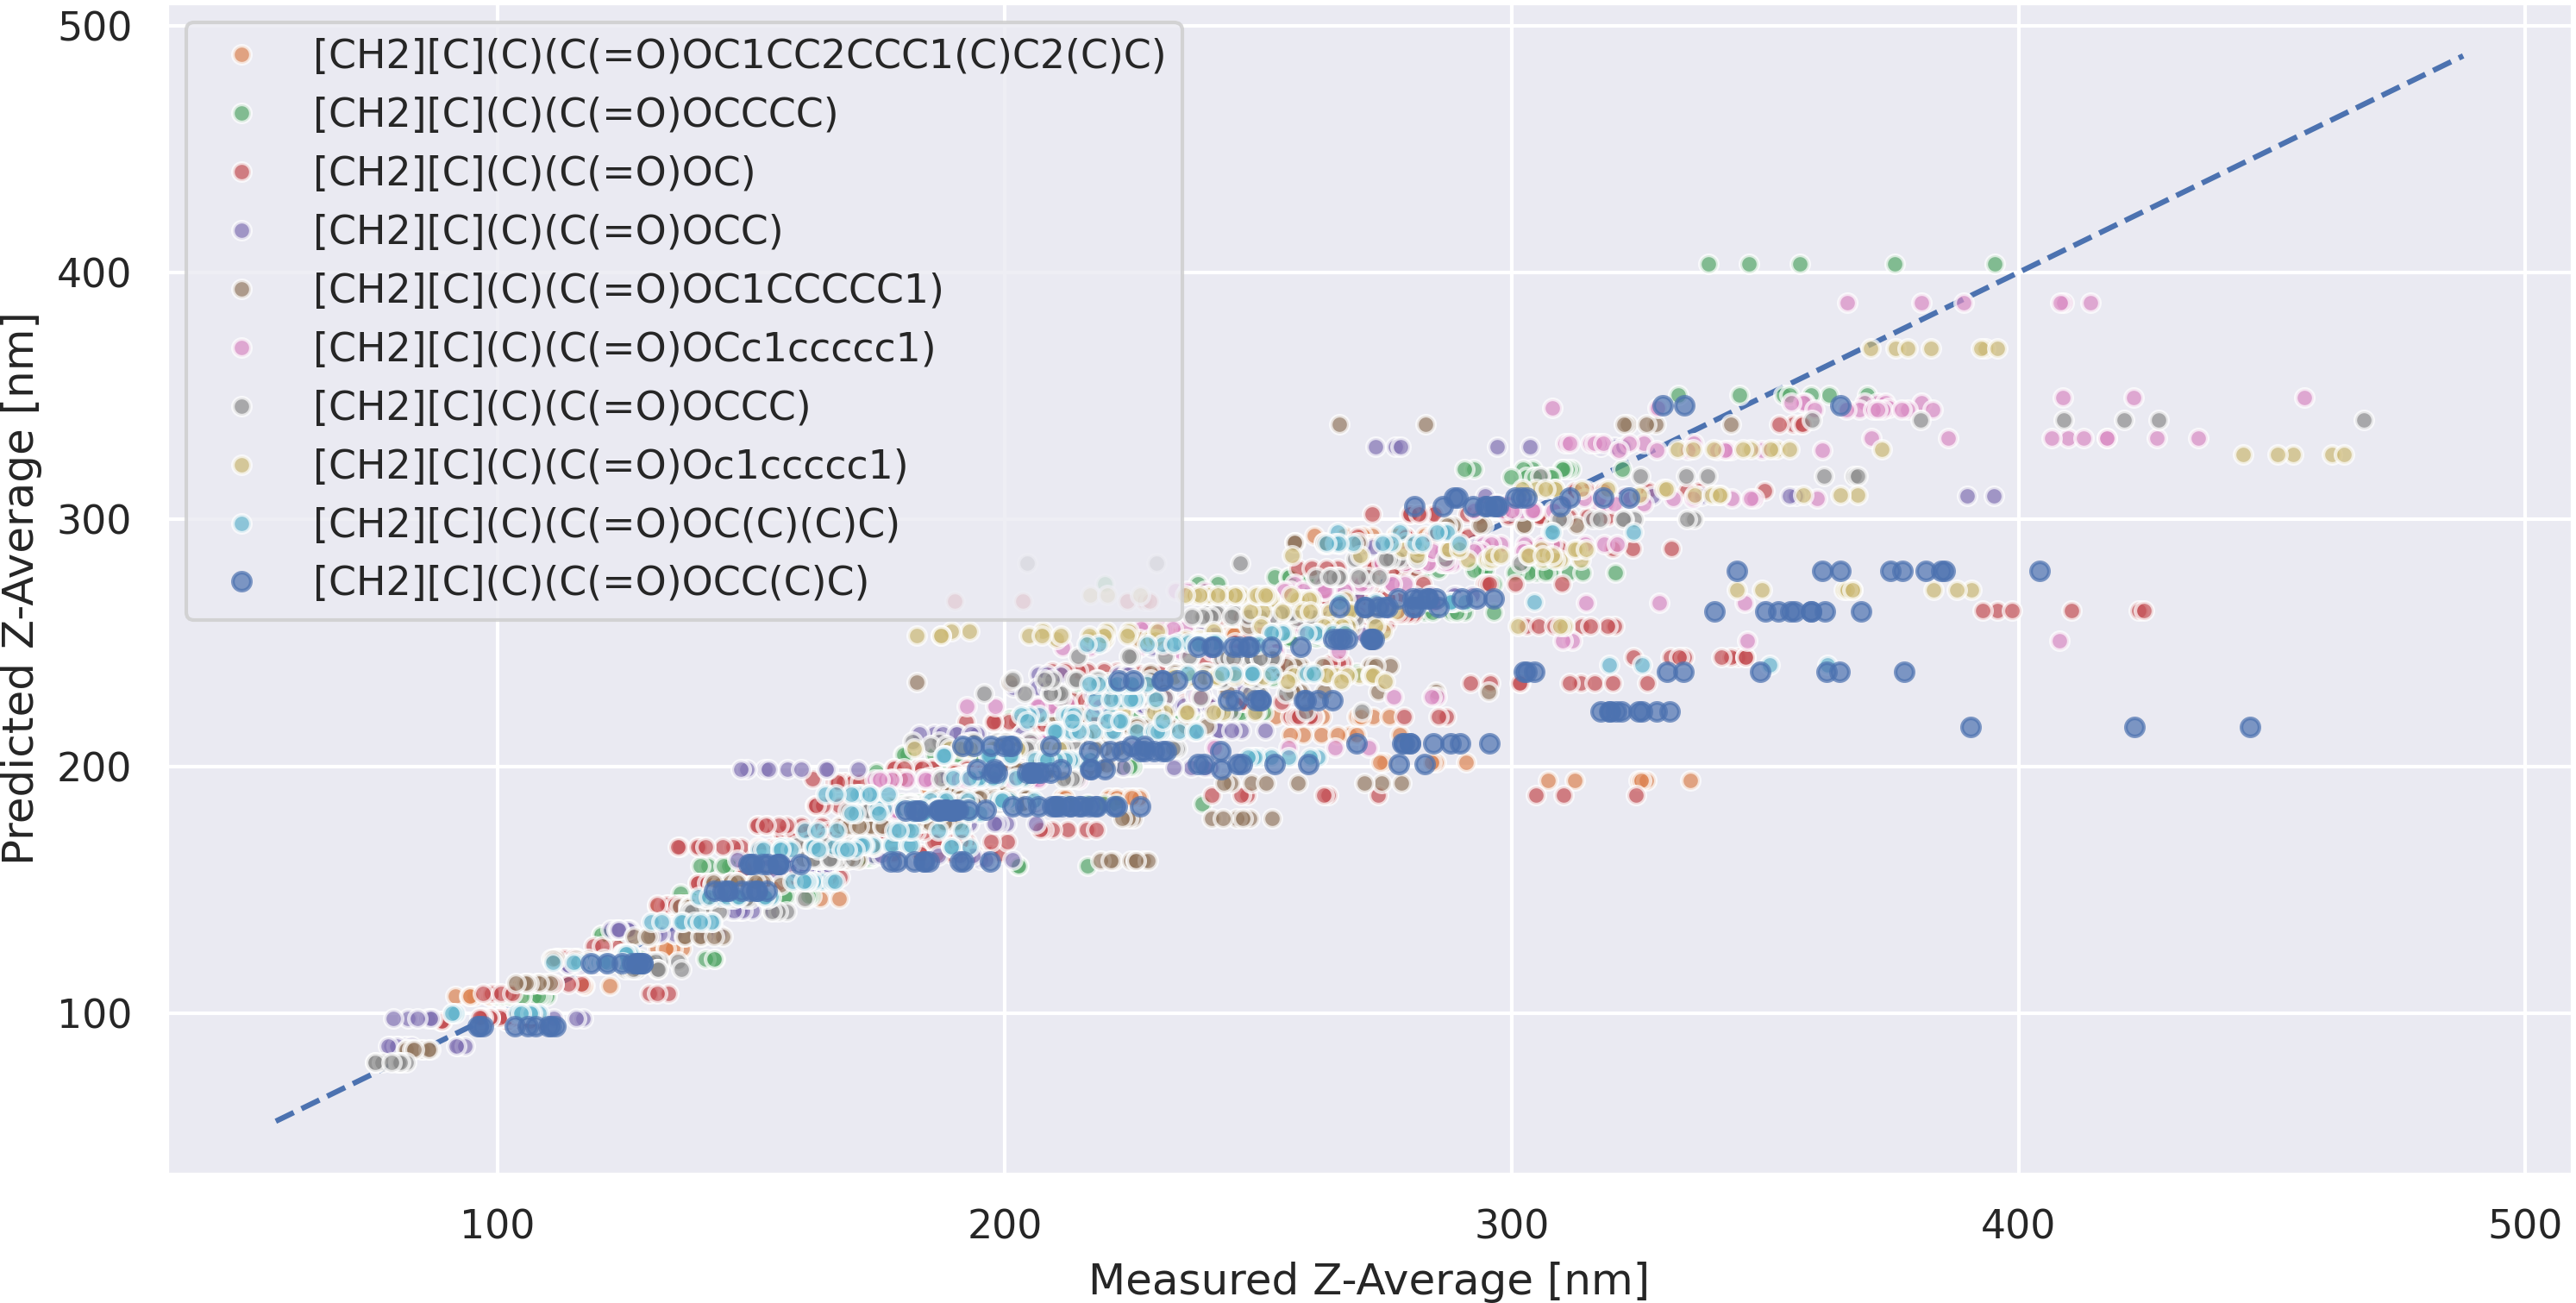 Predicted Z-Average [nm]
500
400
300
200
100
[CH2][C](C)(C(=O)OC1CC2CCC1(C)C2(C)C)
[CH2][C](C)(C(=O)OCCCC)
[CH2][C](C)(C(=O)OC)
[CH2][C](C)(C(=O)OCC)
[CH2][C](C)(C(=O)OC1CCCCC1)
[CH2][C](C)(C(=O)OCc1ccccc1)
[CH2][C](C)(C(=O)OCCC)
[CH2][C](C)(C(=O)Oc1ccccc1)
[CH2][C](C)(C(=O)OC(C)(C)C)
[CH2][C](C)(C(=O)OCC(C)C)
100 200 300 400 500
Measured Z-Average [nm]